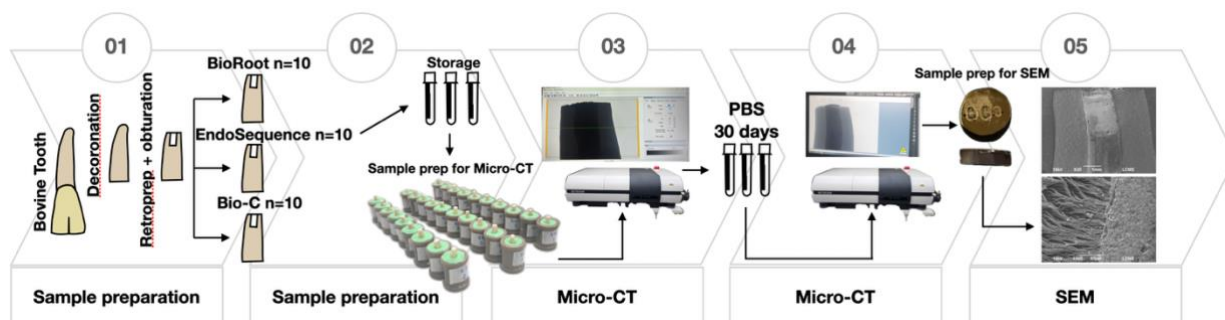 01
02
03
04
05
Bovine Tooth
Decoronation
Retroprep + obturation
BioRoot n=10
EndoSequence n=10
Bio-C n=10
Storage
Sample prep for Micro-CT
PBS
30 days
Sample prep for SEM
Sample preparation
Sample preparation
Micro-CT
Micro-CT
SEM